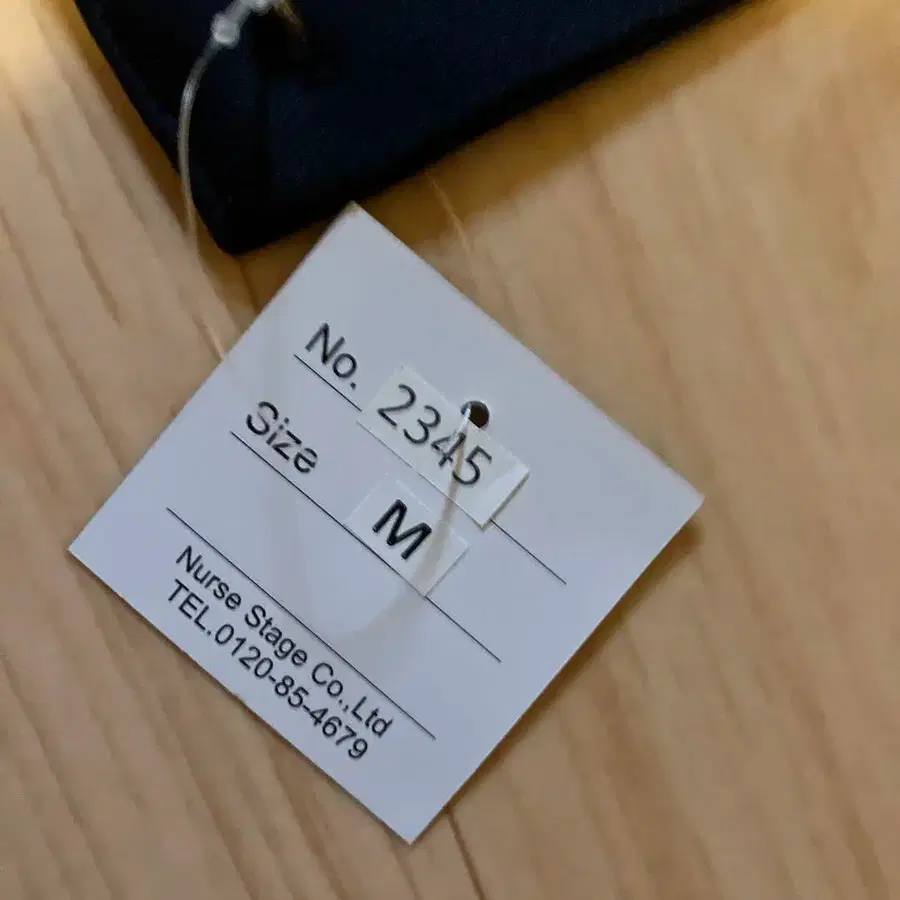 No. 2345
Size M
Nurse Stage Co.,Ltd
TEL.0120-85-4679